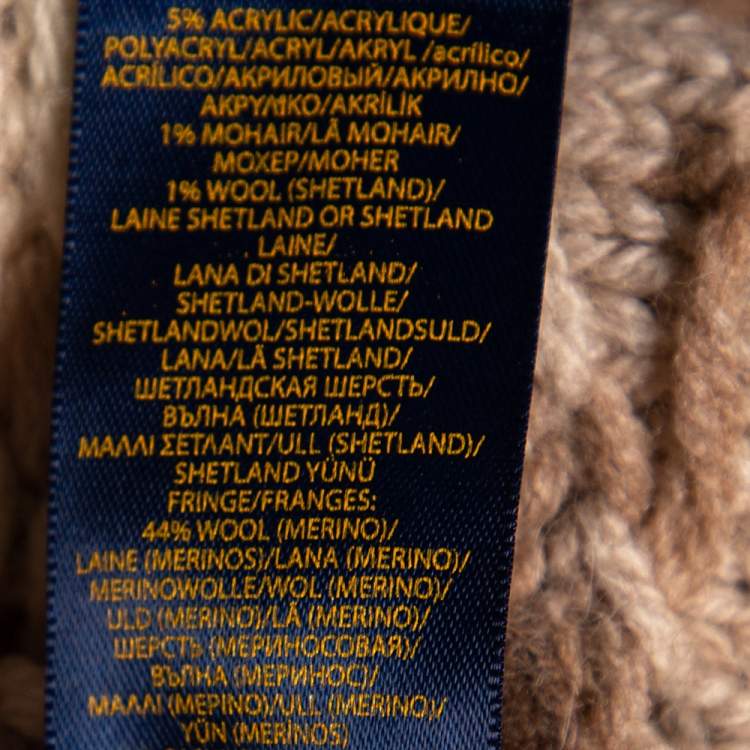 5% ACRYLIC/ACRYLIQUE/
POLYACRYL/ACRYL/AKRYL /acrílico/
ACRÍLICO/АКРИЛОВЫЙ/АКРИЛНО/
ΑΚΡΥΛΙΚΟ/AKRİLİK
1% MOHAIR/LÃ MOHAIR/
МОХЕР/MOHER
1% WOOL (SHETLAND)/
LAINE SHETLAND OR SHETLAND
LAINE/
LANA DI SHETLAND/
SHETLAND-WOLLE/
SHETLANDWOL/SHETLANDSULD/
LANA/LÃ SHETLAND/
ШЕТЛАНДСКАЯ ШЕРСТЬ/
ВЪЛНА (ШЕТЛАНД)/
ΜΑΛΛΙ ΣΕΤΛΑΝΤ/ULL (SHETLAND)/
SHETLAND YÜNÜ
FRINGE/FRANGES:
44% WOOL (MERINO)/
LAINE (MERINOS)/LANA (MERINO)/
MERINOWOLLE/WOL (MERINO)/
ULD (MERINO)/LÃ (MERINO)/
ШЕРСТЬ (МЕРИНОСОВАЯ)/
ВЪЛНА (МЕРИНОС)/
ΜΑΛΛΙ (ΜΕΡΙΝΟ)/ULL (MERINO)/
YÜN (MERİNOS)